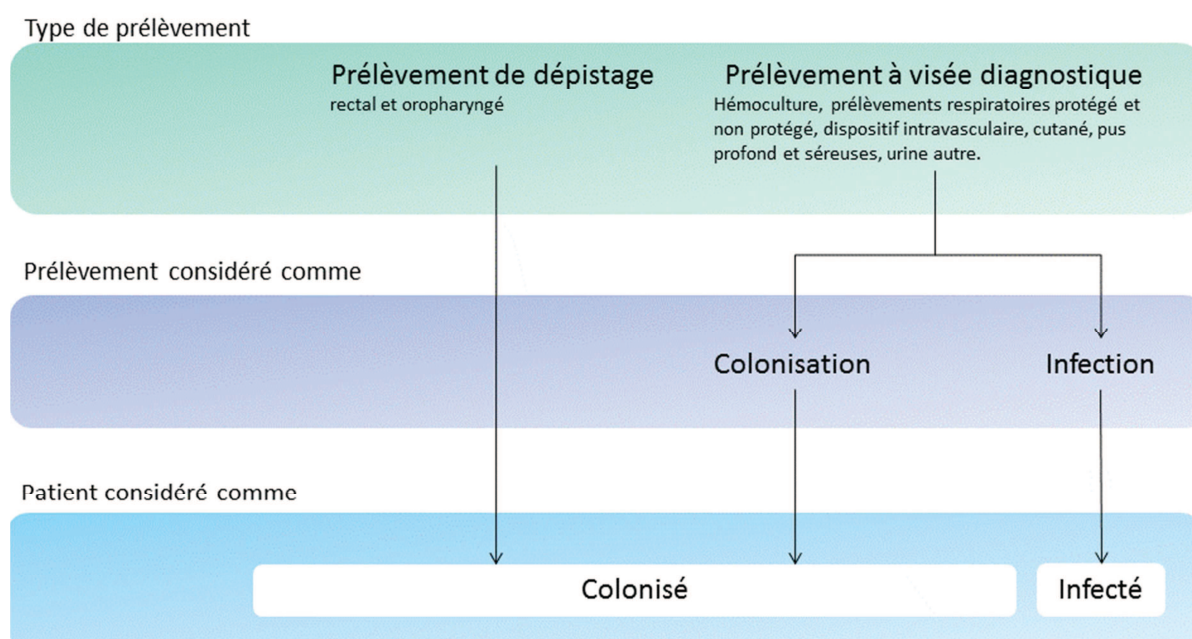 Type de prélèvement
Prélèvement de dépistage
rectal et oropharyngé
Prélèvement à visée diagnostique
Hémoculture, prélèvements respiratoires protégé et
non protégé, dispositif intravasculaire, cutané, pus
profond et séreuses, urine autre.
Prélèvement considéré comme
Colonisation
Infection
Patient considéré comme
Colonisé
Infecté